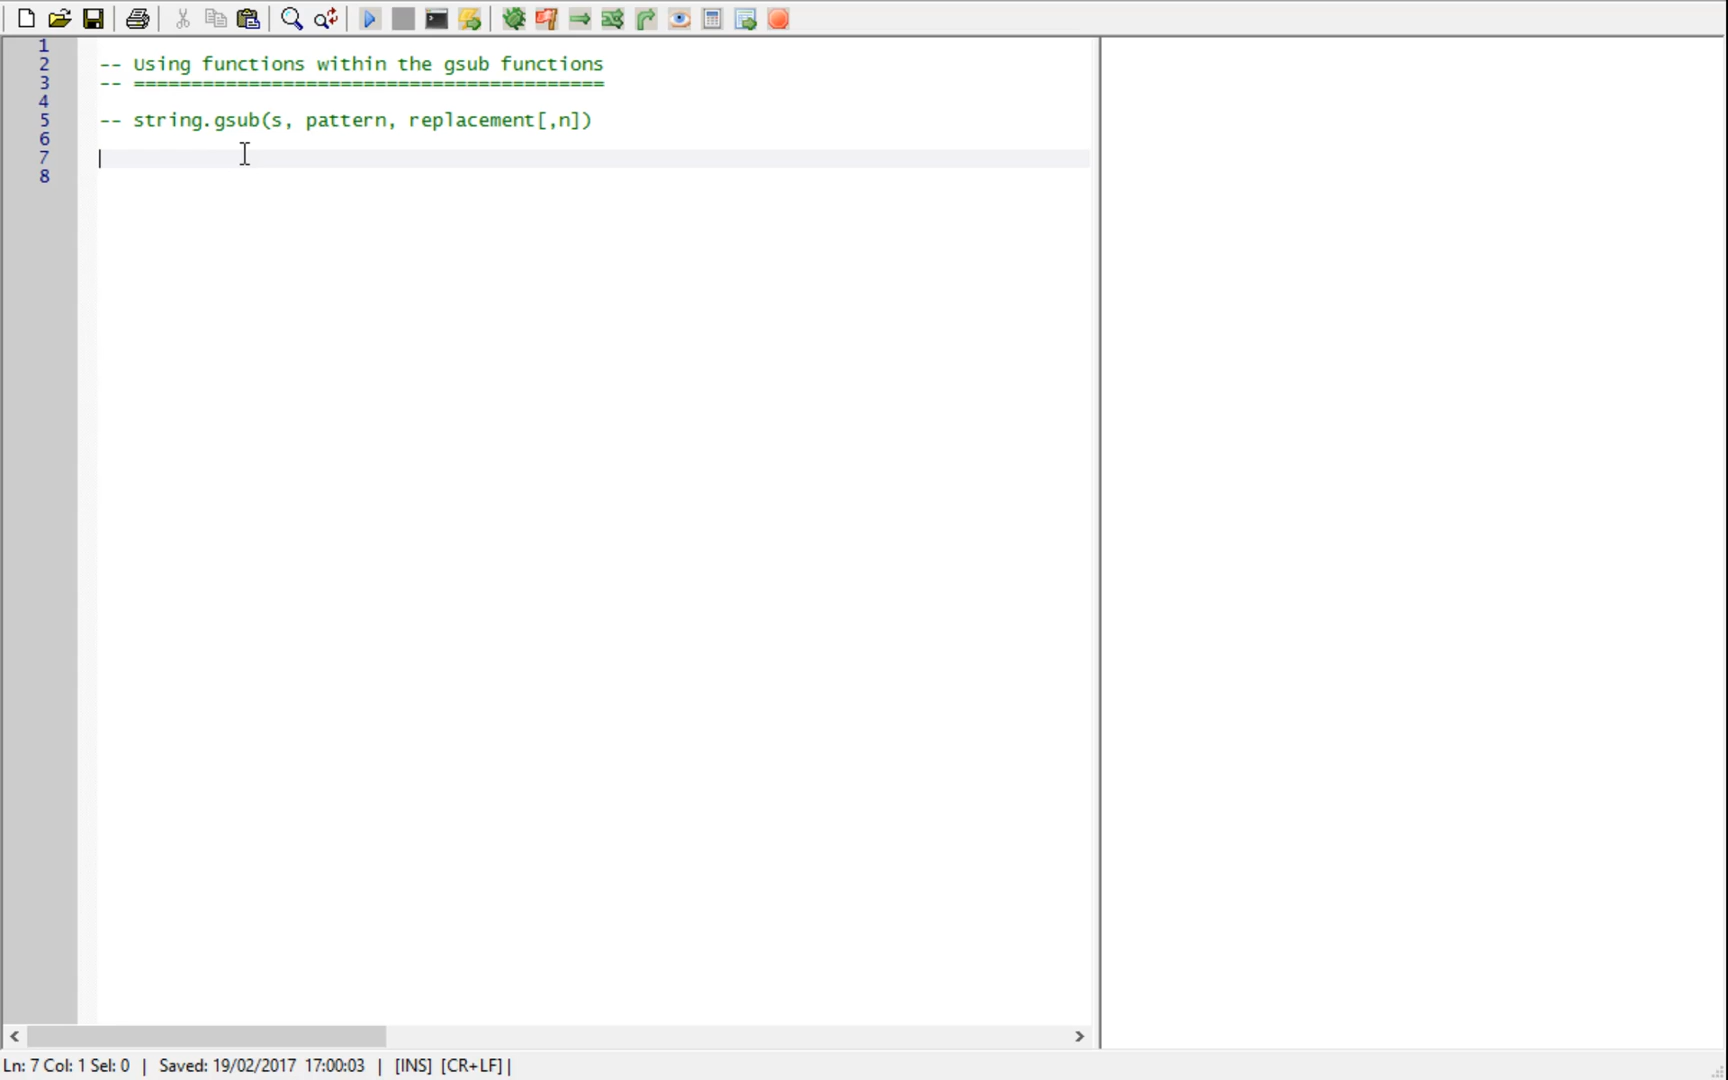 1
2 -- Using functions within the gsub functions
3 -- =========================================
4
5 -- string.gsub(s, pattern, replacement[,n])
6
7
8
Ln: 7 Col: 1 Sel: 0 | Saved: 19/02/2017 17:00:03 | [INS] [CR+LF] |